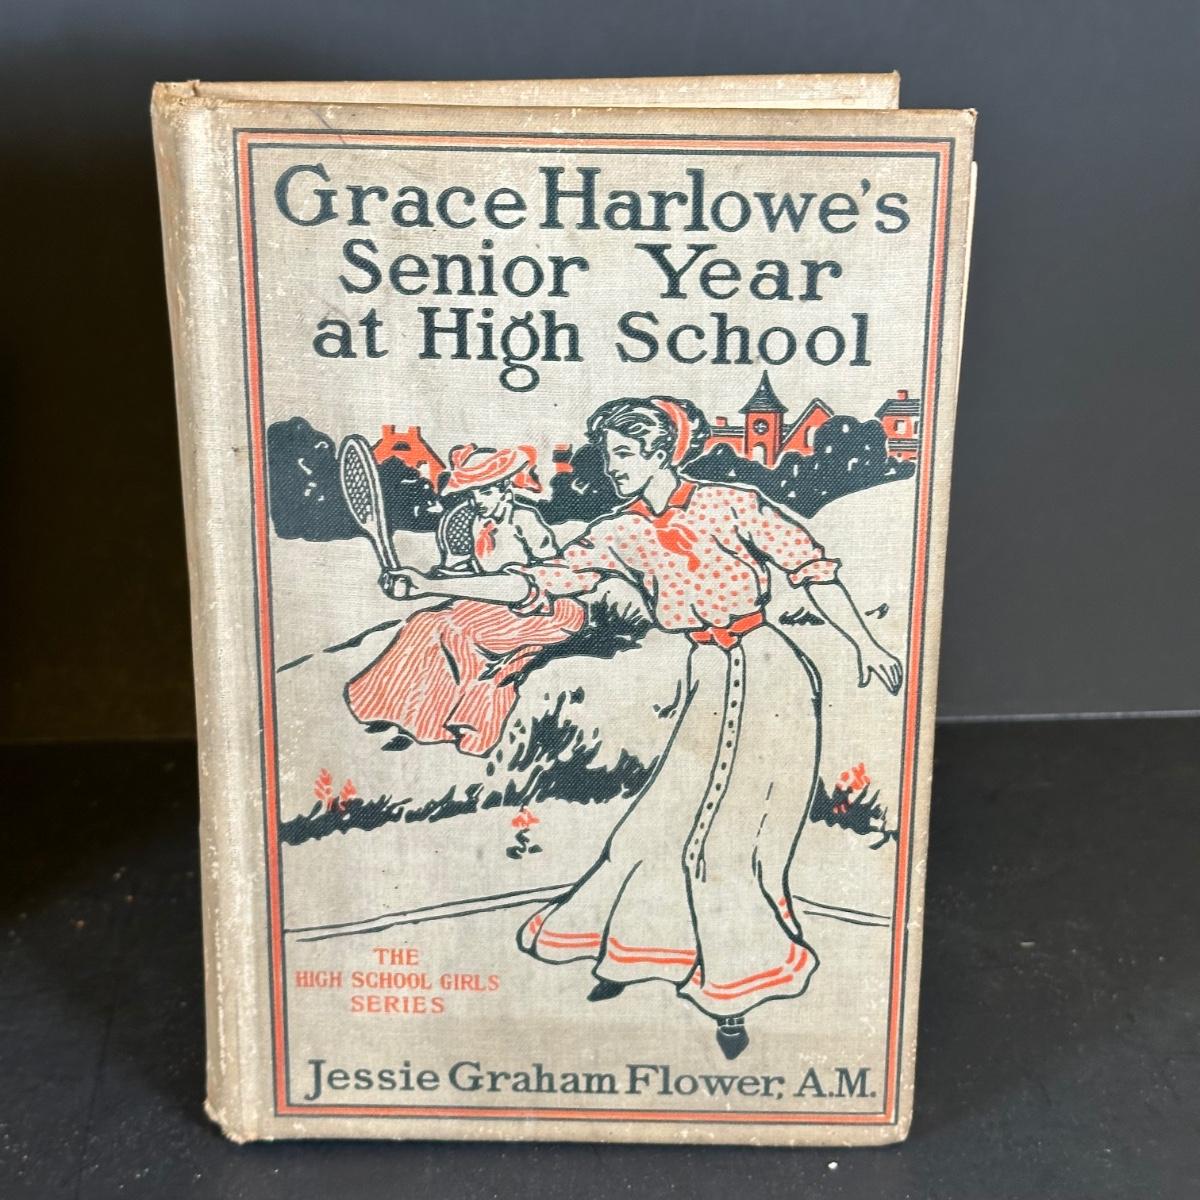 Grace Harlowe's
Senior Year
at High School
THE
HIGH SCHOOL GIRLS
SERIES
Jessie Graham Flower, A.M.